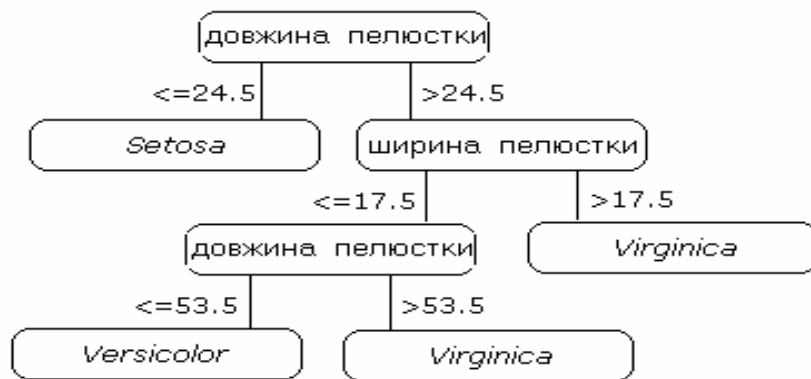 довжина пелюстки
<=24.5 >24.5
Setosa ширина пелюстки
<=17.5 >17.5
довжина пелюстки Virginica
<=53.5 >53.5
Versicolor Virginica